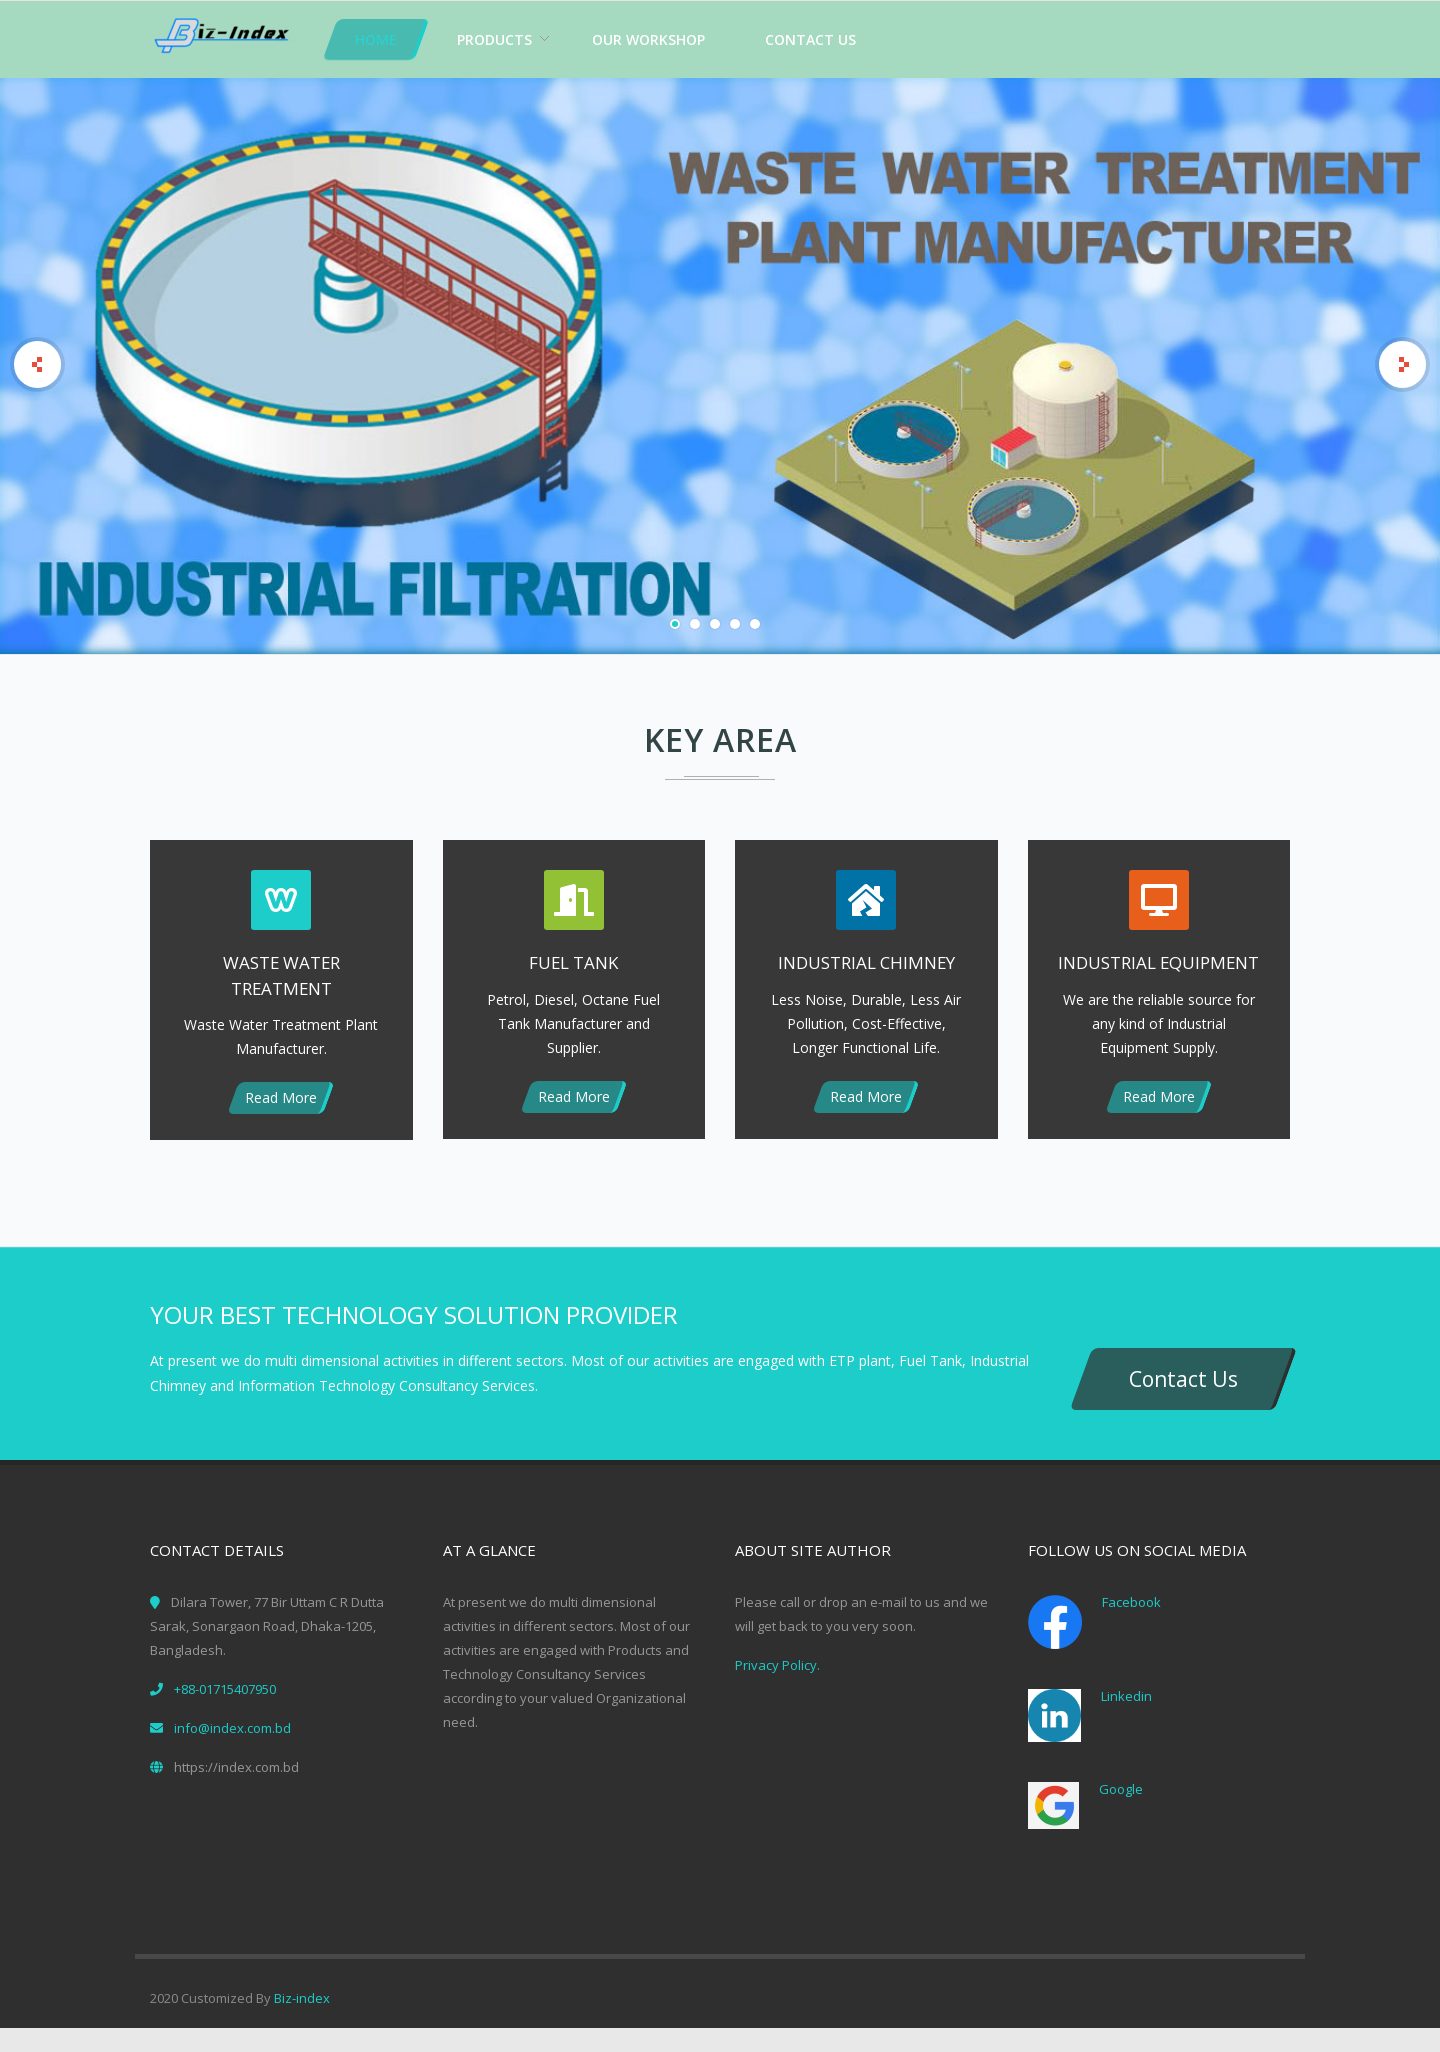 Biz-Index
HOME
PRODUCTS
OUR WORKSHOP
CONTACT US
WASTE WATER TREATMENT
PLANT MANUFACTURER
INDUSTRIAL FILTRATION
KEY AREA
WASTE WATER
TREATMENT
Waste Water Treatment Plant
Manufacturer.
Read More
FUEL TANK
Petrol, Diesel, Octane Fuel
Tank Manufacturer and
Supplier.
Read More
INDUSTRIAL CHIMNEY
Less Noise, Durable, Less Air
Pollution, Cost-Effective,
Longer Functional Life.
Read More
INDUSTRIAL EQUIPMENT
We are the reliable source for
any kind of Industrial
Equipment Supply.
Read More
YOUR BEST TECHNOLOGY SOLUTION PROVIDER
At present we do multi dimensional activities in different sectors. Most of our activities are engaged with ETP plant, Fuel Tank, Industrial
Chimney and Information Technology Consultancy Services.
Contact Us
CONTACT DETAILS
Dilara Tower, 77 Bir Uttam C R Dutta
Sarak, Sonargaon Road, Dhaka-1205,
Bangladesh.
+88-01715407950
info@index.com.bd
https://index.com.bd
AT A GLANCE
At present we do multi dimensional
activities in different sectors. Most of our
activities are engaged with Products and
Technology Consultancy Services
according to your valued Organizational
need.
ABOUT SITE AUTHOR
Please call or drop an e-mail to us and we
will get back to you very soon.
Privacy Policy.
FOLLOW US ON SOCIAL MEDIA
Facebook
in
Linkedin
Google
2020 Customized By Biz-index